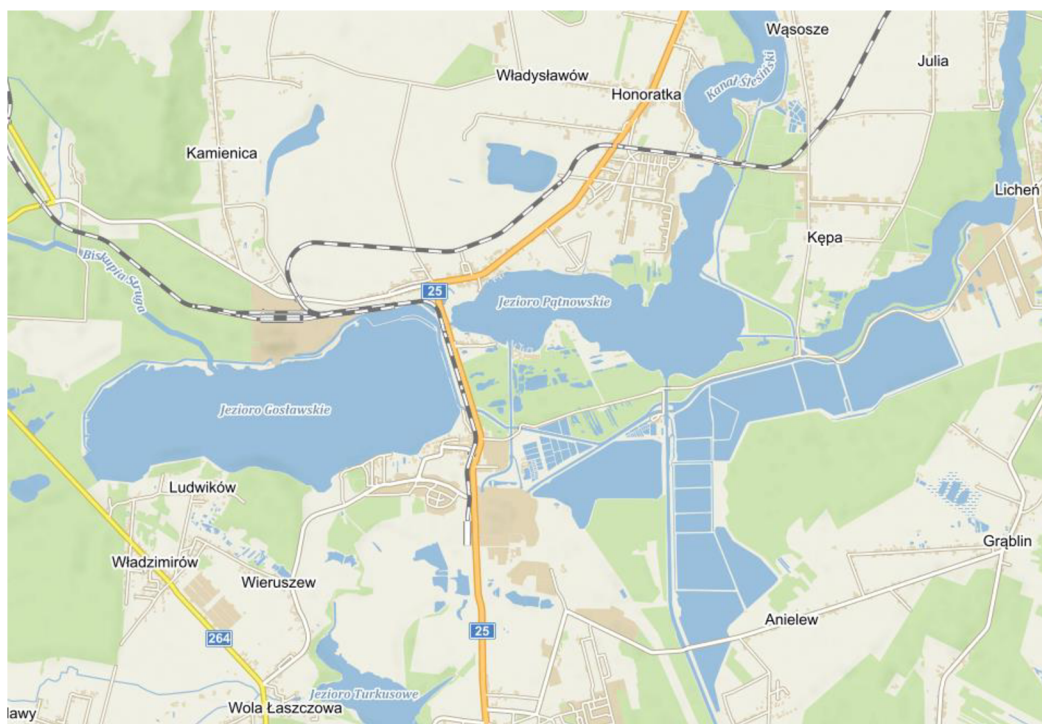 Wąsosze
Julia
Władysławów
Kanał Ślesiński
Honoratka
Kamienica
Licheń
Kępa
Biskupia Struga
25
Jezioro Pątnowskie
Jezioro Gosławskie
Ludwików
Grąblin
Władzimirów
Wieruszew
Anielew
25
264
Jezioro Turkusowe
Wola Łaszczowa
ławy